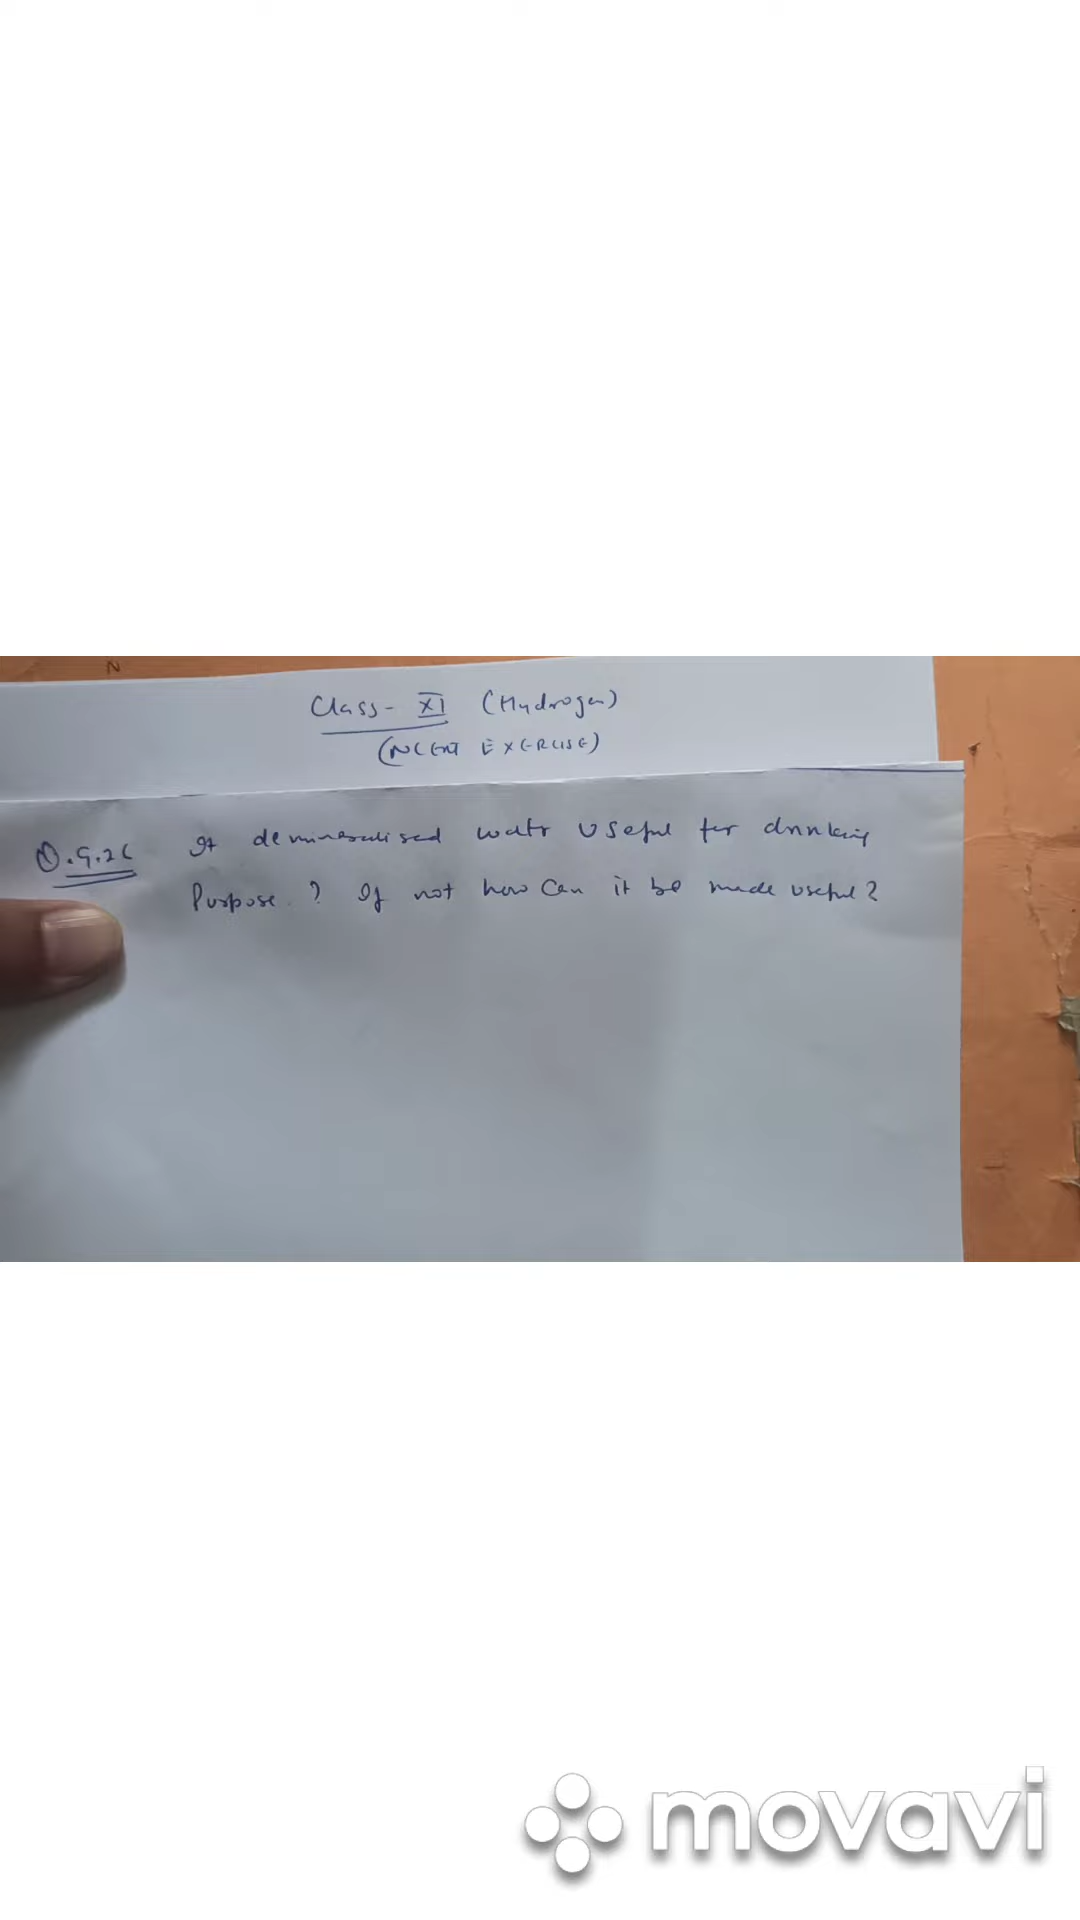 N
Class- XI (Hydrogen)
(NCERT EXERCISE)
Q.9.26 Is demineralised water useful for drinking
Purpose ? If not how Can it be made useful ?
movavi